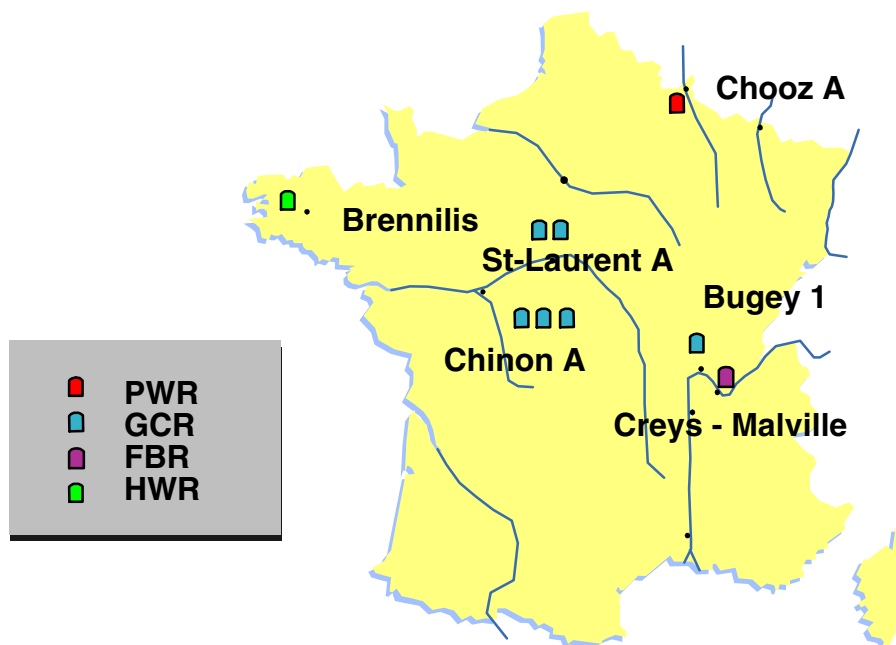 Chooz A
Brennilis
St-Laurent A
Bugey 1
Chinon A
Creys - Malville
PWR
GCR
FBR
HWR